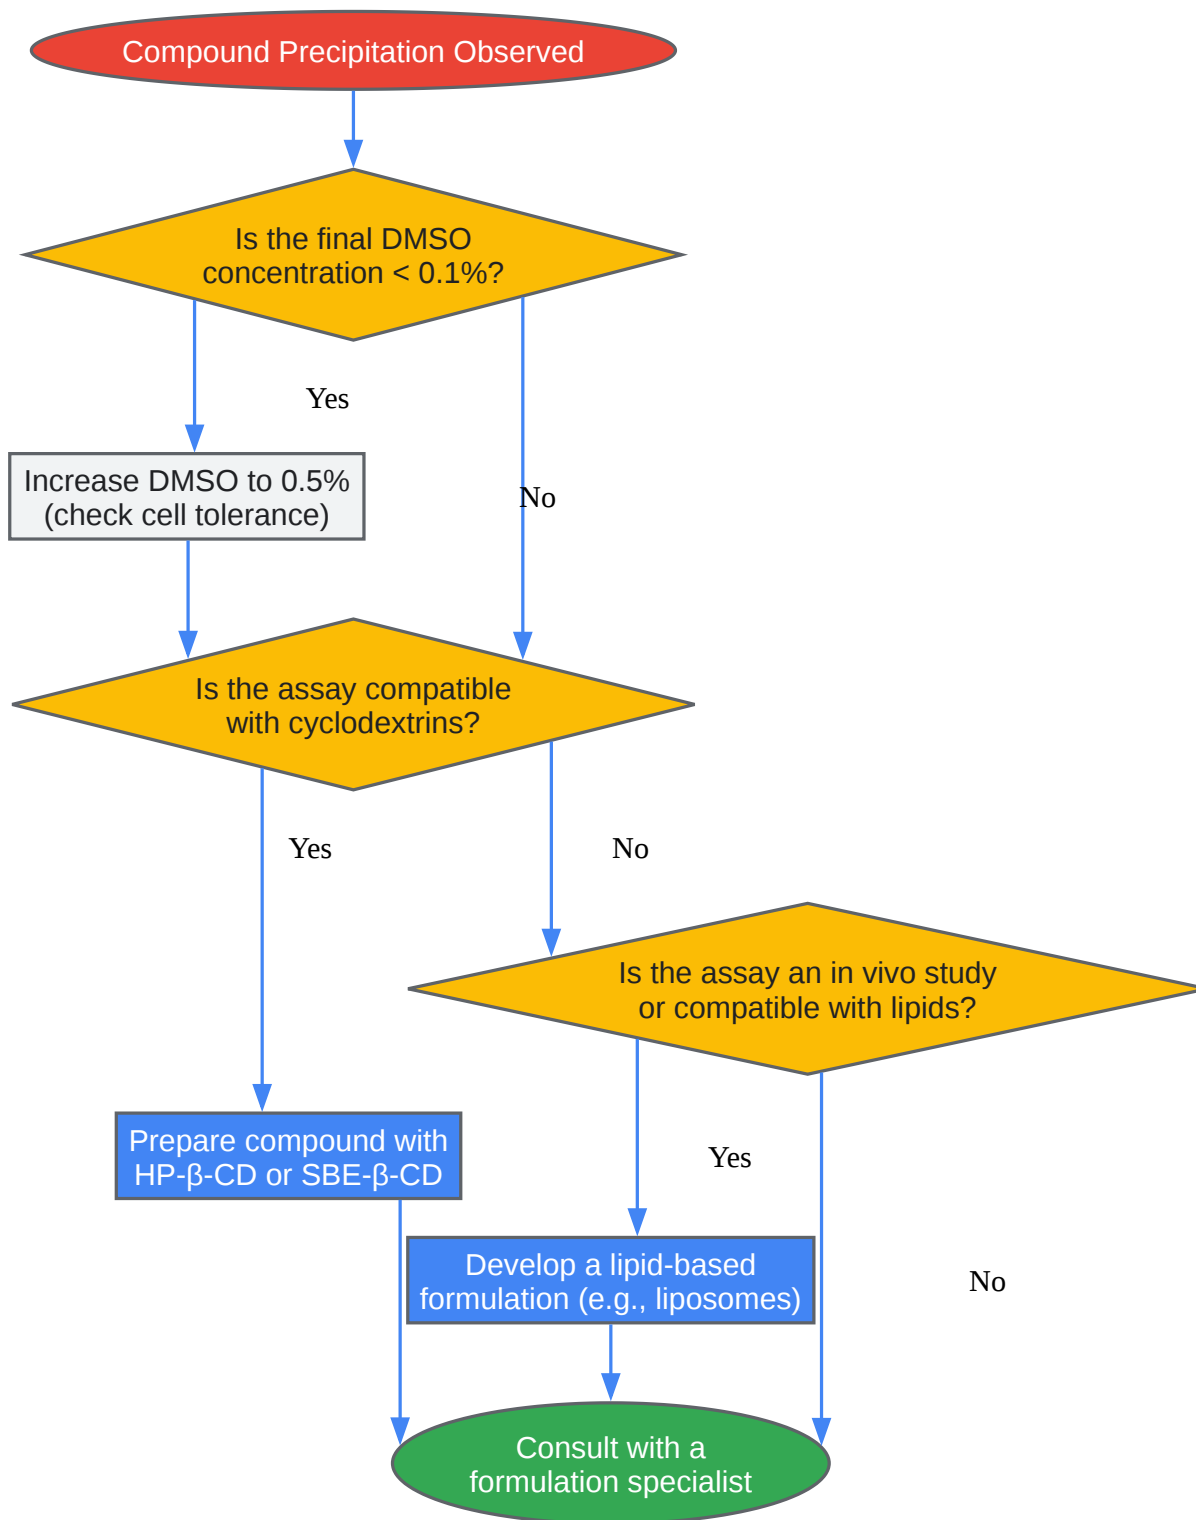 Compound Precipitation Observed
Is the final DMSO
concentration < 0.1%?
Yes
Increase DMSO to 0.5%
(check cell tolerance)
No
Is the assay compatible
with cyclodextrins?
Yes
No
Is the assay an in vivo study
or compatible with lipids?
Prepare compound with
HP-β-CD or SBE-β-CD
Yes
Develop a lipid-based
formulation (e.g., liposomes)
No
Consult with a
formulation specialist